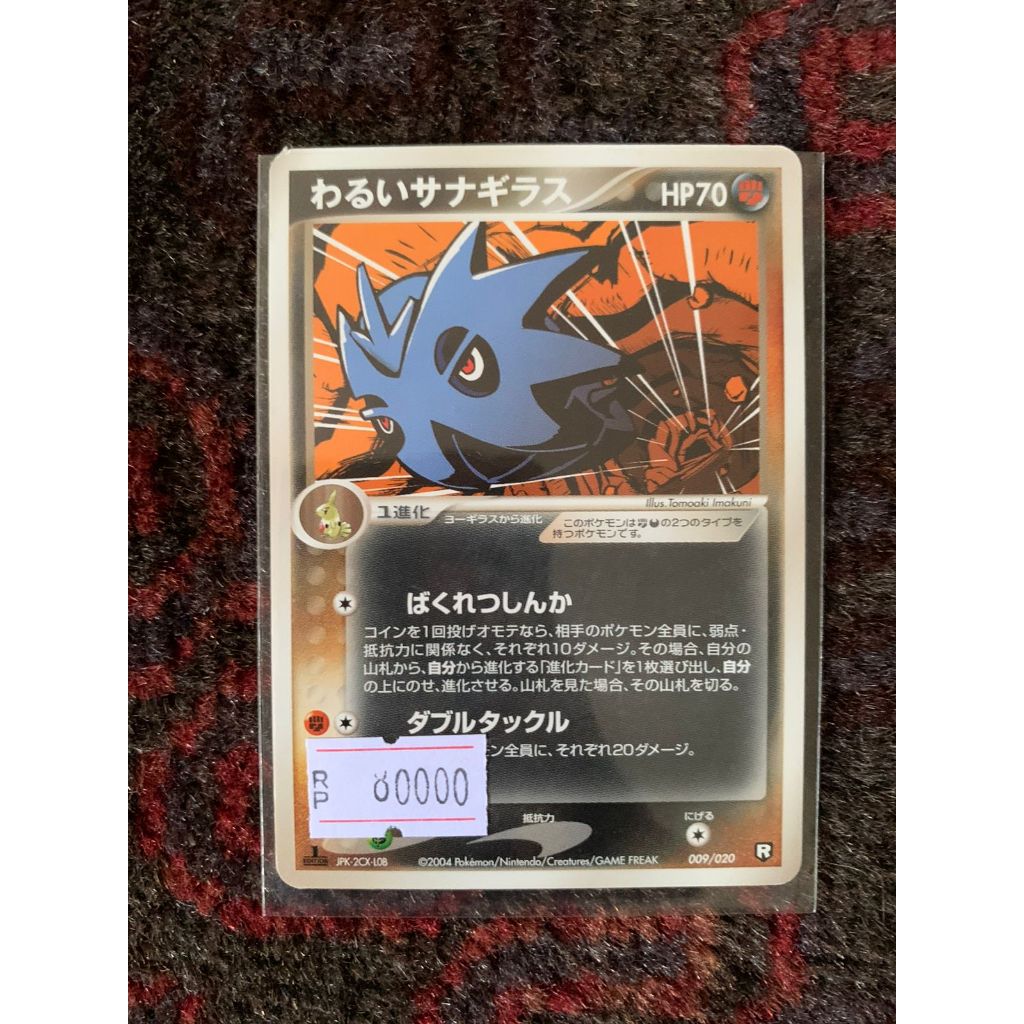 わるいサナギラス HP70
Illus. Tomoaki Imakuni
1進化 ヨーギラスから進化
このポケモンは の2つのタイプを
持つポケモンです。
ばくれつしんか
コインを1回投げオモテなら、相手のポケモン全員に、弱点・
抵抗力に関係なく、それぞれ10ダメージ。その場合、自分の
山札から、自分から進化する「進化カード」を1枚選び出し、自分
の上にのせ、進化させる。山札を見た場合、その山札を切る。
ダブルタックル
ン全員に、それぞれ20ダメージ。
RP 80000
抵抗力 にげる
1 EDITION JPK-2CX-L0B ©2004 Pokémon/Nintendo/Creatures/GAME FREAK 009/020 R